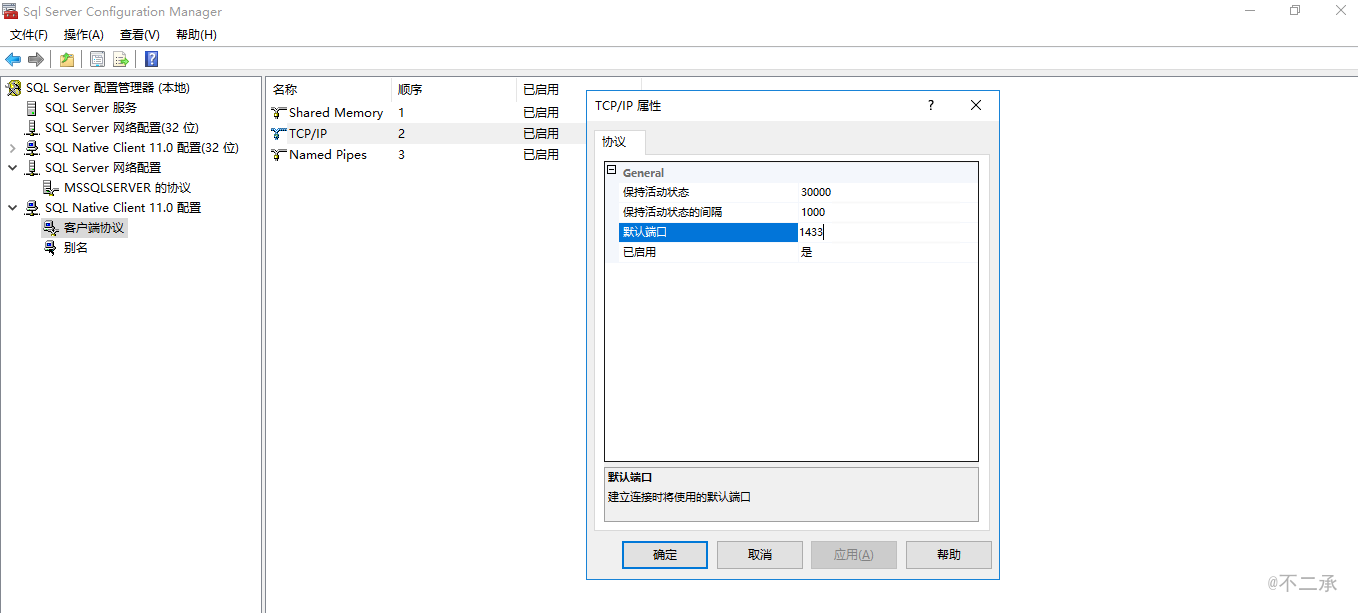 Sql Server Configuration Manager
文件(F) 操作(A) 查看(V) 帮助(H)
SQL Server 配置管理器 (本地)
SQL Server 服务
SQL Server 网络配置(32 位)
SQL Native Client 11.0 配置(32 位)
SQL Server 网络配置
MSSQLSERVER 的协议
SQL Native Client 11.0 配置
客户端协议
别名
名称 顺序 已启用
Shared Memory 1 已启用
TCP/IP 2 已启用
Named Pipes 3 已启用
TCP/IP 属性
协议
General
保持活动状态 30000
保持活动状态的间隔 1000
默认端口 1433
已启用 是
默认端口
建立连接时将使用的默认端口
确定 取消 应用(A) 帮助
@不二承